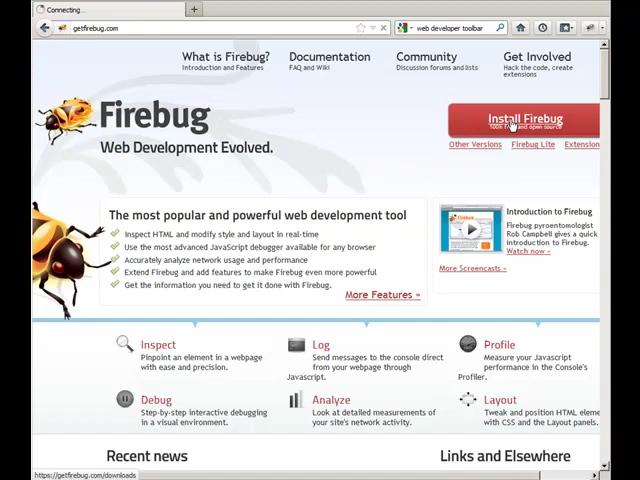 Connecting...
getfirebug.com
web developer toolbar
What is Firebug?
Introduction and Features
Documentation
FAQ and Wiki
Community
Discussion forums and lists
Get Involved
Hack the code, create
extensions
Firebug
Web Development Evolved.
Install Firebug
100% free and open source
Other Versions
Firebug Lite
Extension
The most popular and powerful web development tool
Inspect HTML and modify style and layout in real-time
Use the most advanced JavaScript debugger available for any browser
Accurately analyze network usage and performance
Extend Firebug and add features to make Firebug even more powerful
Get the information you need to get it done with Firebug.
More Features »
Introduction to Firebug
Firebug pyroentomologist
Rob Campbell gives a quick
introduction to Firebug.
Watch now »
More Screencasts »
Inspect
Pinpoint an element in a webpage
with ease and precision.
Log
Send messages to the console direct
from your webpage through
Javascript.
Profile
Measure your Javascript
performance in the Console's
Profiler.
Debug
Step-by-step interactive debugging
in a visual environment.
Analyze
Look at detailed measurements of
your site's network activity.
Layout
Tweak and position HTML eleme
with CSS and the Layout panels.
Recent news
Links and Elsewhere
https://getfirebug.com/downloads